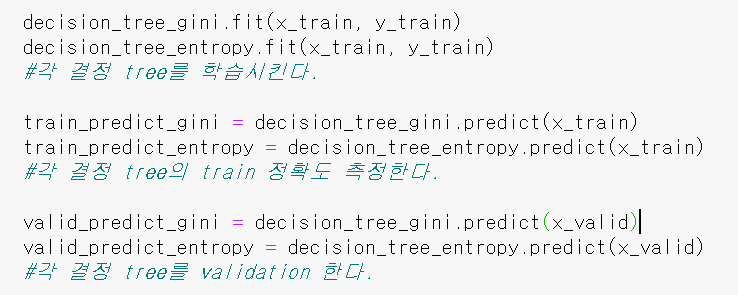 decision_tree_gini.fit(x_train, y_train)
decision_tree_entropy.fit(x_train, y_train)
#각 결정 tree를 학습시킨다.
train_predict_gini = decision_tree_gini.predict(x_train)
train_predict_entropy = decision_tree_entropy.predict(x_train)
#각 결정 tree의 train 정확도 측정한다.
valid_predict_gini = decision_tree_gini.predict(x_valid)
valid_predict_entropy = decision_tree_entropy.predict(x_valid)
#각 결정 tree를 validation 한다.